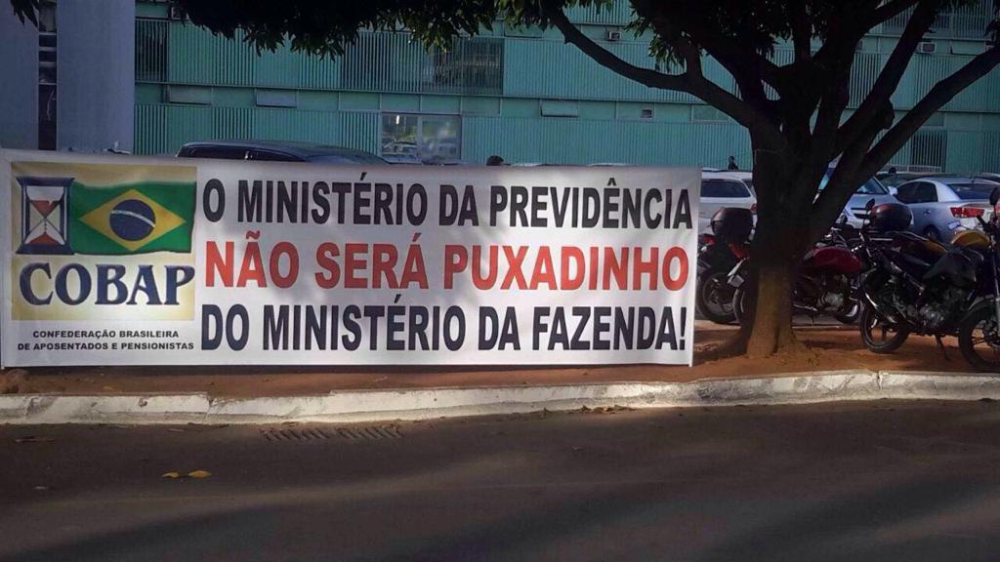 COBAP
CONFEDERAÇÃO BRASILEIRA
DE APOSENTADOS E PENSIONISTAS
O MINISTÉRIO DA PREVIDÊNCIA
NÃO SERÁ PUXADINHO
DO MINISTÉRIO DA FAZENDA!